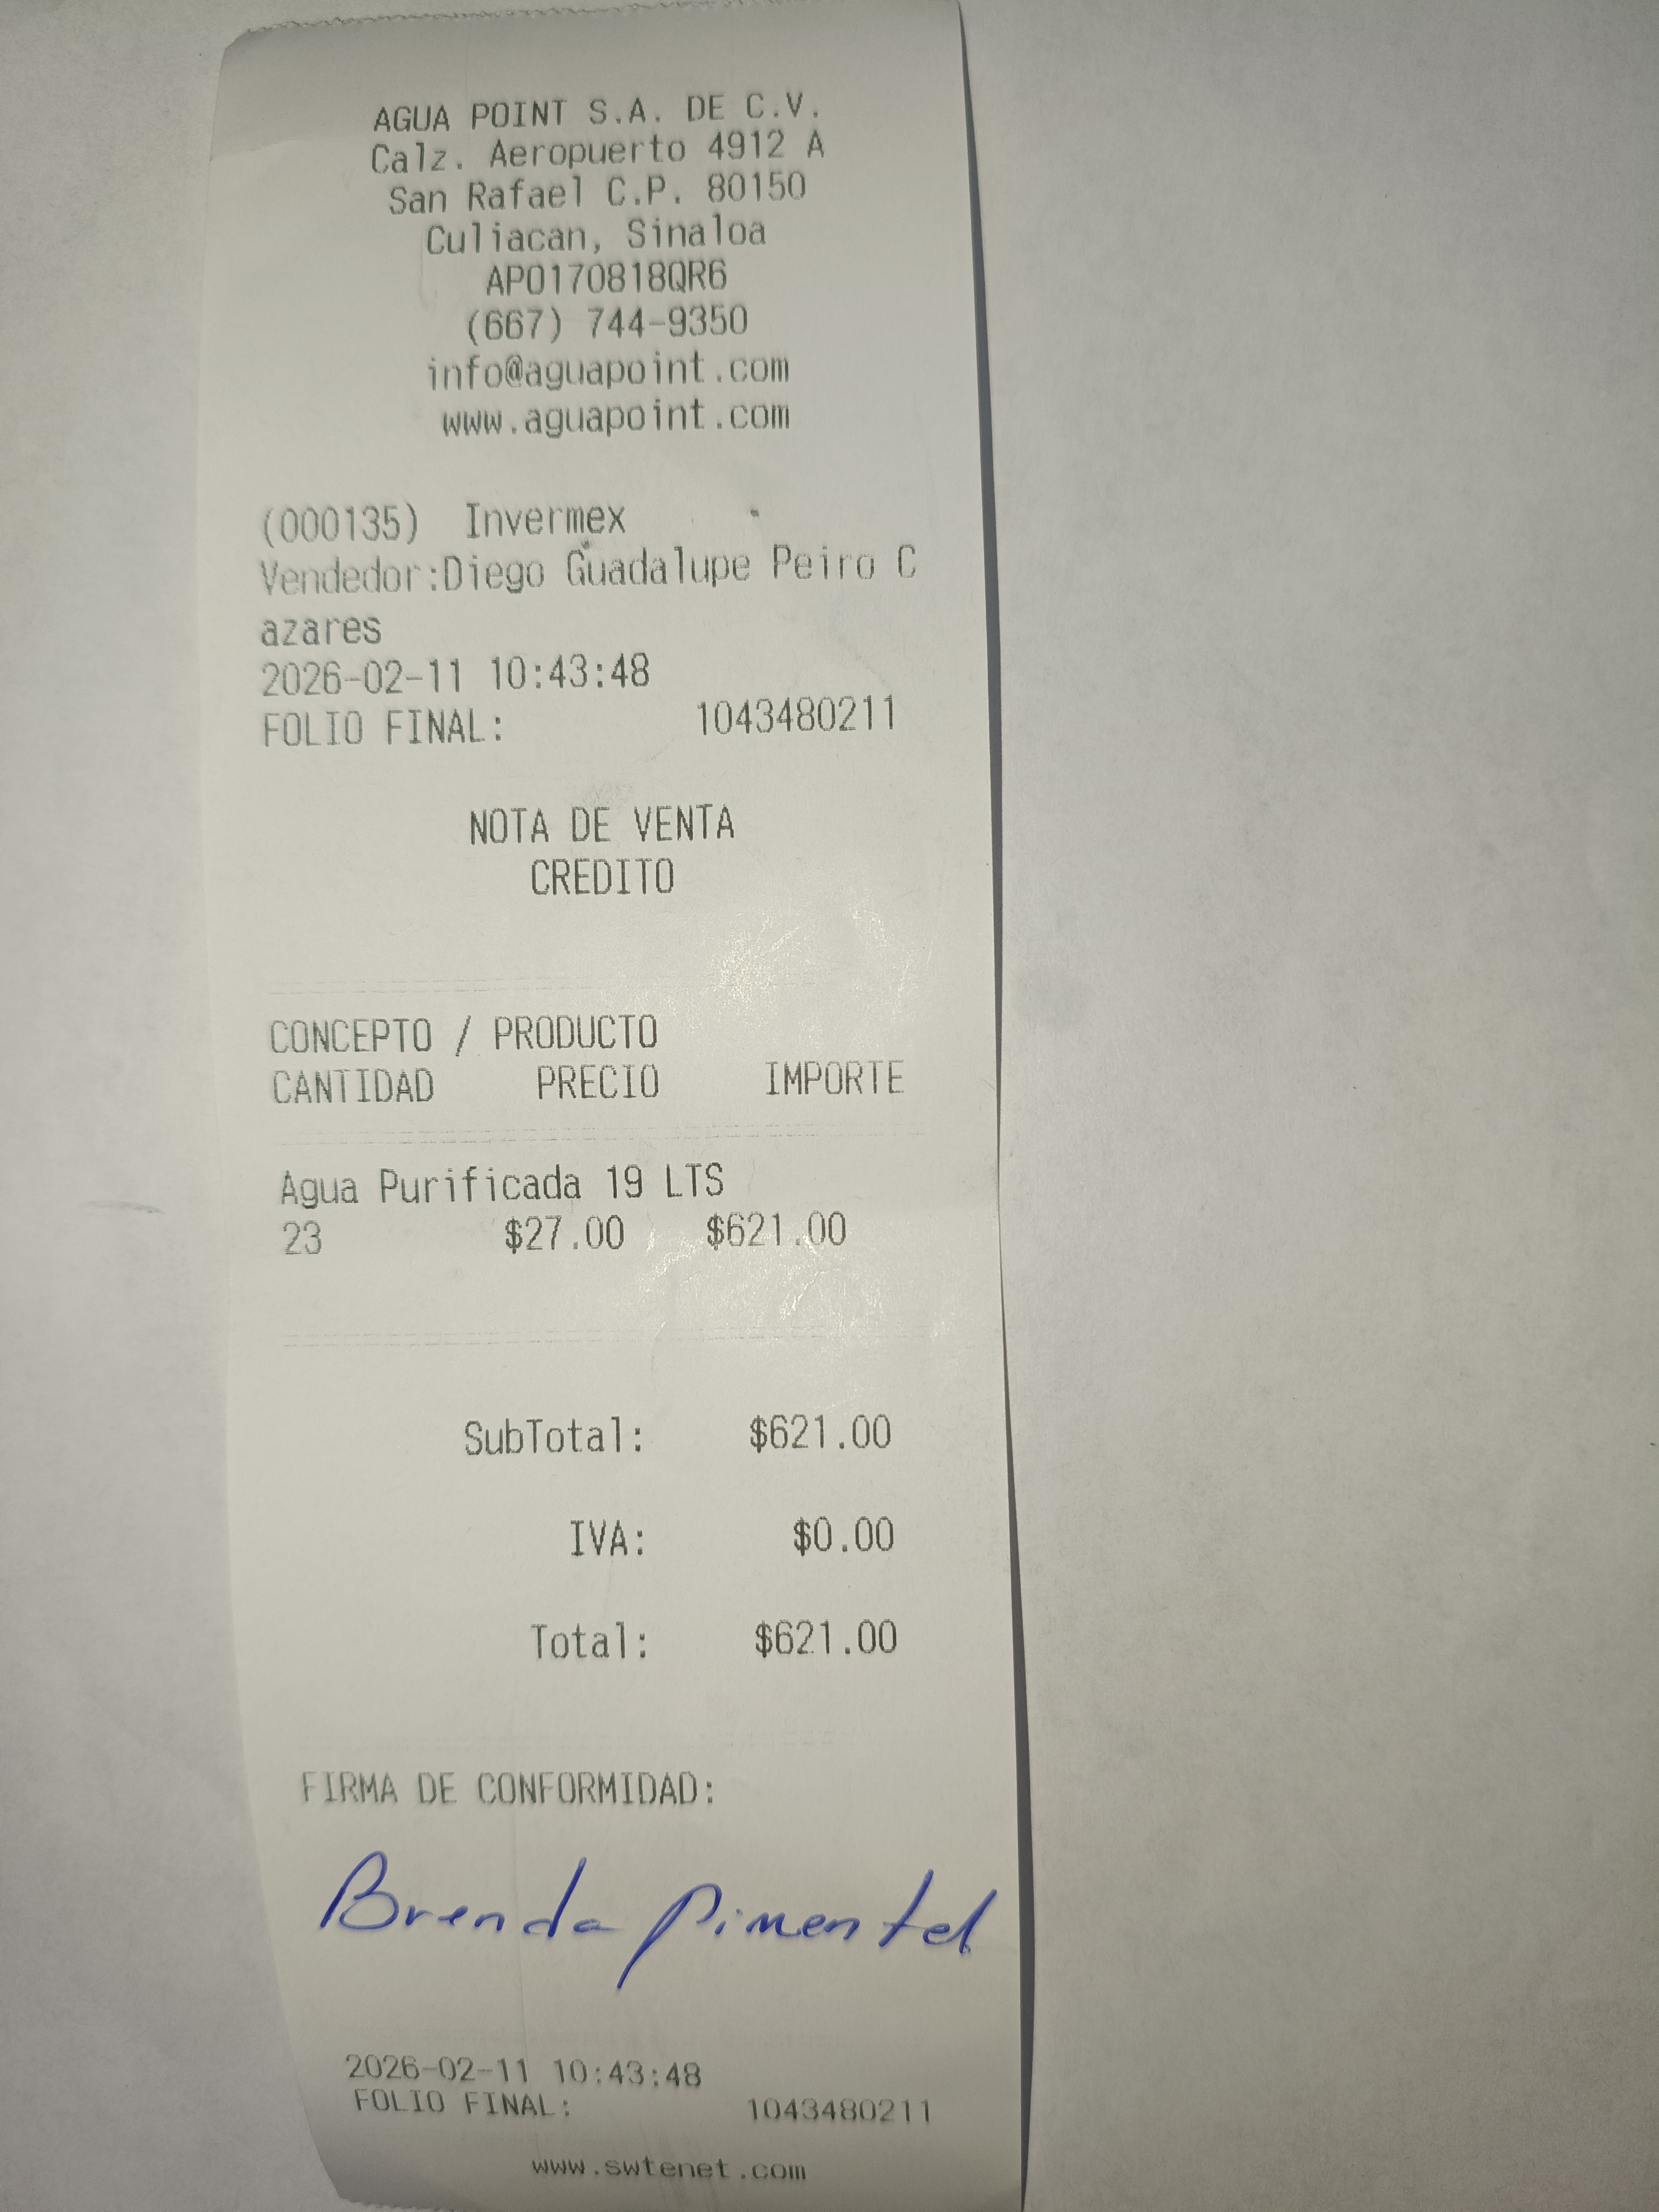 AGUA POINT S.A. DE C.V.
Calz. Aeropuerto 4912 A
San Rafael C.P. 80150
Culiacan, Sinaloa
APO170818QR6
(667) 744-9350
info@aguapoint.com
www.aguapoint.com
(000135) Invermex
Vendedor:Diego Guadalupe Peiro C
azares
2026-02-11 10:43:48
FOLIO FINAL: 1043480211
NOTA DE VENTA
CREDITO
CONCEPTO / PRODUCTO
CANTIDAD PRECIO IMPORTE
Agua Purificada 19 LTS
23 $27.00 $621.00
SubTotal: $621.00
IVA: $0.00
Total: $621.00
FIRMA DE CONFORMIDAD:
Brenda Pimentel
2026-02-11 10:43:48
FOLIO FINAL: 1043480211
www.swtenet.com